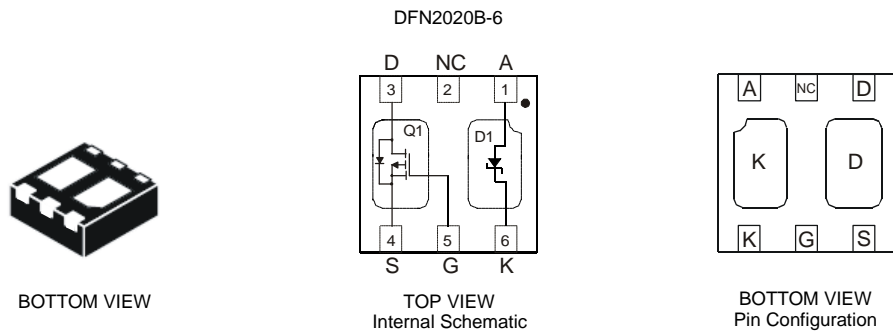 DFN2020B-6
D NC A
3 2 1
Q1 D1
4 5 6
S G K
A NC D
K D
K G S
BOTTOM VIEW
TOP VIEW
Internal Schematic
BOTTOM VIEW
Pin Configuration